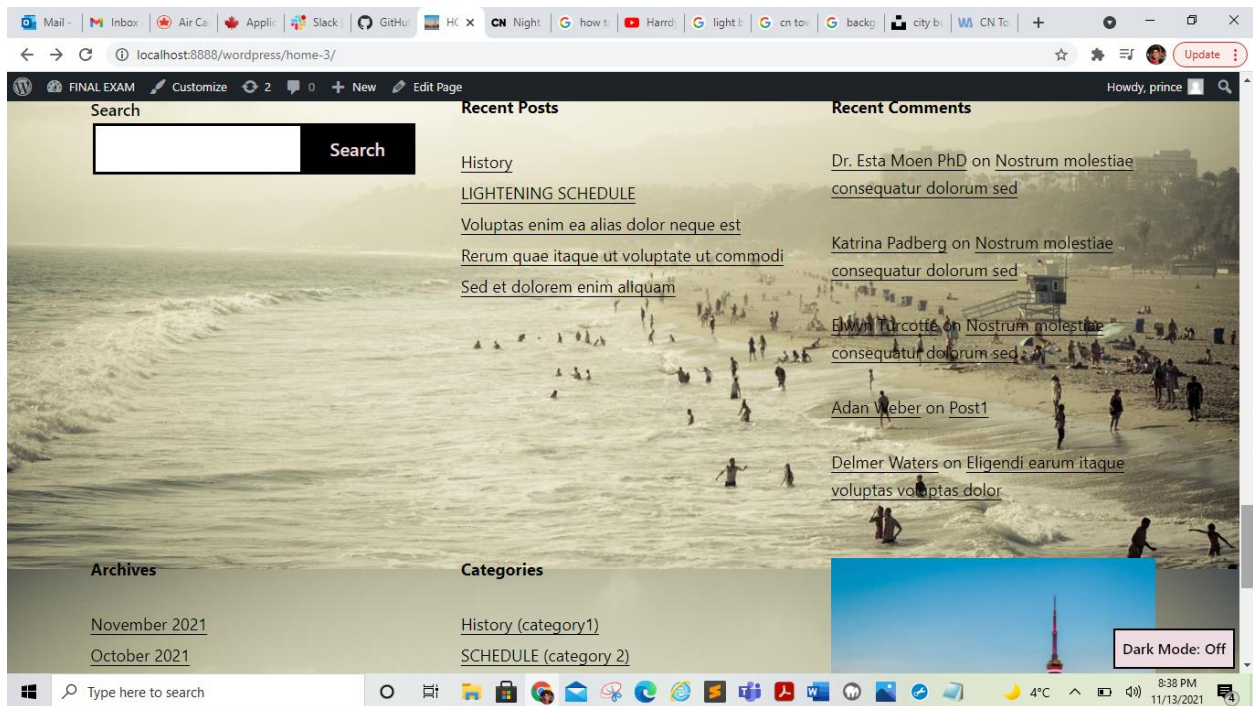 Mail -
Inbox
Air Ca
Applic
Slack
GitHu
HC
CN Night
how to
Harrdy
light b
cn tow
backg
city bu
CN To
localhost:8888/wordpress/home-3/
Update
FINAL EXAM
Customize
2
0
New
Edit Page
Howdy, prince
Search
Search
Recent Posts
History
LIGHTENING SCHEDULE
Voluptas enim ea alias dolor neque est
Rerum quae itaque ut voluptate ut commodi
Sed et dolorem enim aliquam
Recent Comments
Dr. Esta Moen PhD on Nostrum molestiae
consequatur dolorum sed
Katrina Padberg on Nostrum molestiae
consequatur dolorum sed
Elwyn Turcotte on Nostrum molestiae
consequatur dolorum sed
Adan Weber on Post1
Delmer Waters on Eligendi earum itaque
voluptas voluptas dolor
Archives
November 2021
October 2021
Categories
History (category1)
SCHEDULE (category 2)
Dark Mode: Off
Type here to search
4°C
8:38 PM
11/13/2021
4